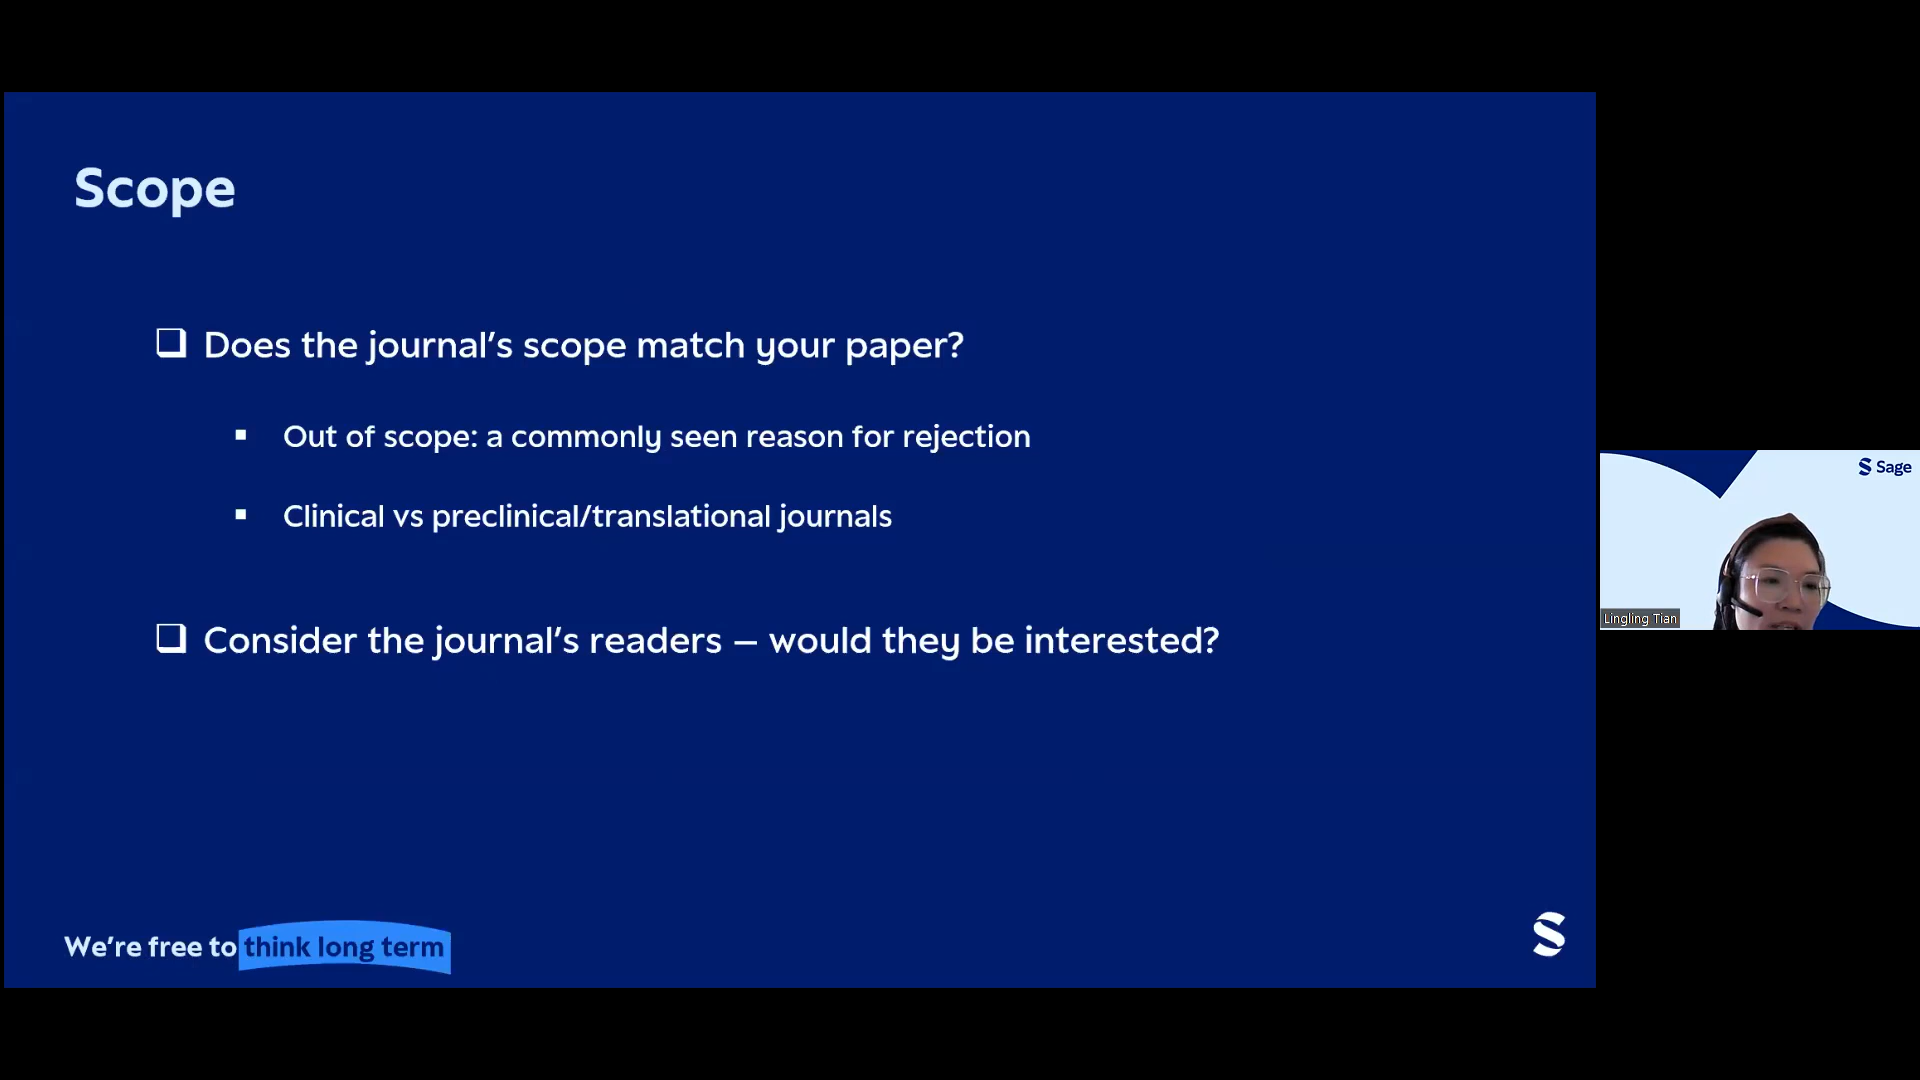 Scope
Does the journal's scope match your paper?
Out of scope: a commonly seen reason for rejection
Clinical vs preclinical/translational journals
Consider the journal's readers – would they be interested?
We're free to think long term
Sage
Lingling Tian